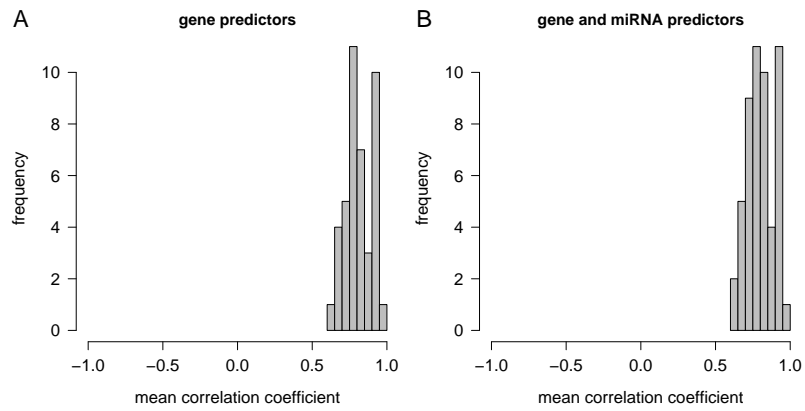 A
gene predictors
frequency
10
8
6
4
2
0
−1.0 −0.5 0.0 0.5 1.0
mean correlation coefficient
B
gene and miRNA predictors
frequency
10
8
6
4
2
0
−1.0 −0.5 0.0 0.5 1.0
mean correlation coefficient